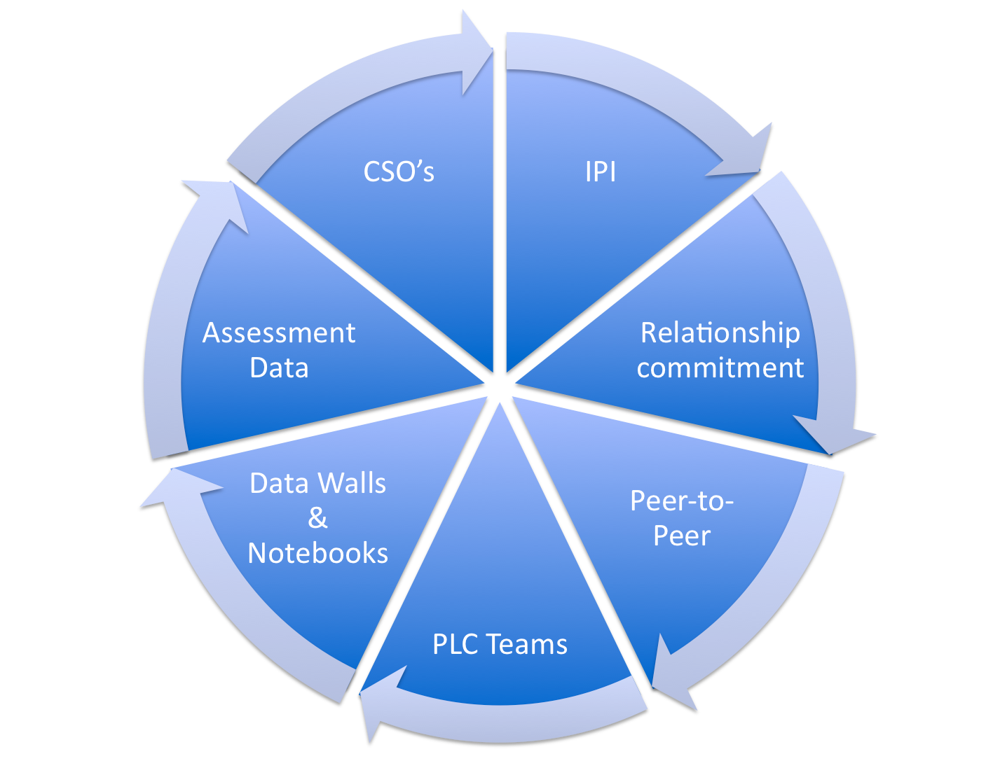 CSO’s
IPI
Relationship
commitment
Peer-to-
Peer
PLC Teams
Data Walls
&
Notebooks
Assessment
Data